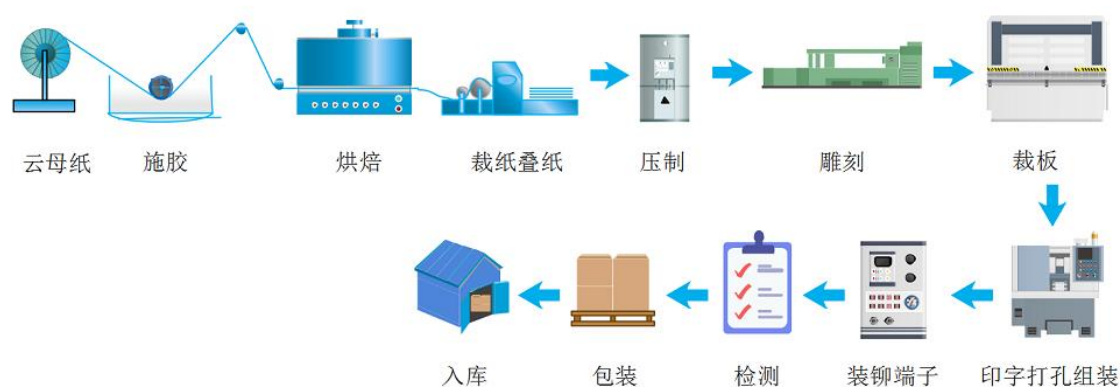 云母纸
施胶
烘焙
裁纸叠纸
压制
雕刻
裁板
印字打孔组装
装铆端子
检测
包装
入库